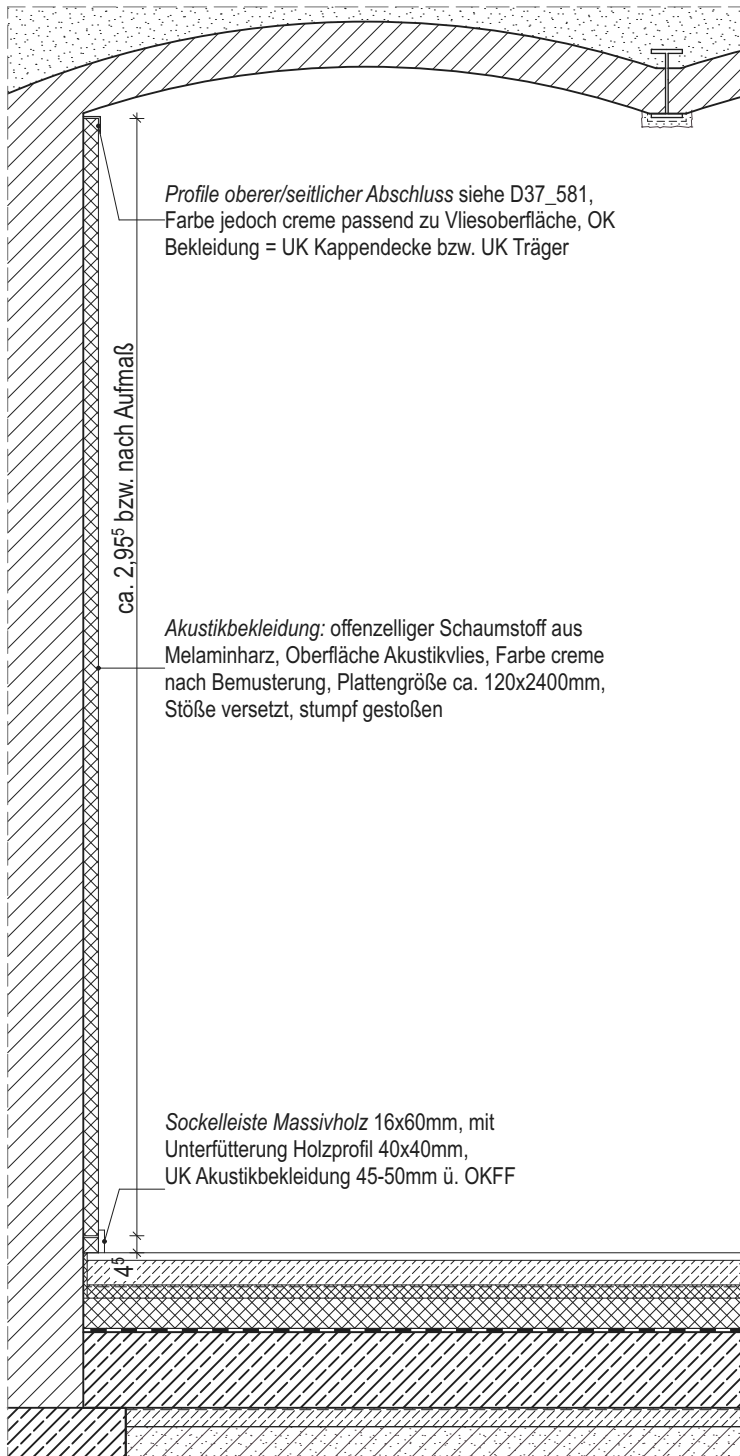 Profile oberer/seitlicher Abschluss siehe D37_581,
Farbe jedoch creme passend zu Vliesoberfläche, OK
Bekleidung = UK Kappendecke bzw. UK Träger
ca. 2,95⁵ bzw. nach Aufmaß
Akustikbekleidung: offenzelliger Schaumstoff aus
Melaminharz, Oberfläche Akustikvlies, Farbe creme
nach Bemusterung, Plattengröße ca. 120x2400mm,
Stöße versetzt, stumpf gestoßen
Sockelleiste Massivholz 16x60mm, mit
Unterfütterung Holzprofil 40x40mm,
UK Akustikbekleidung 45-50mm ü. OKFF
4⁵